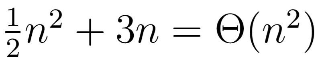 ½n² + 3n = Θ(n²)